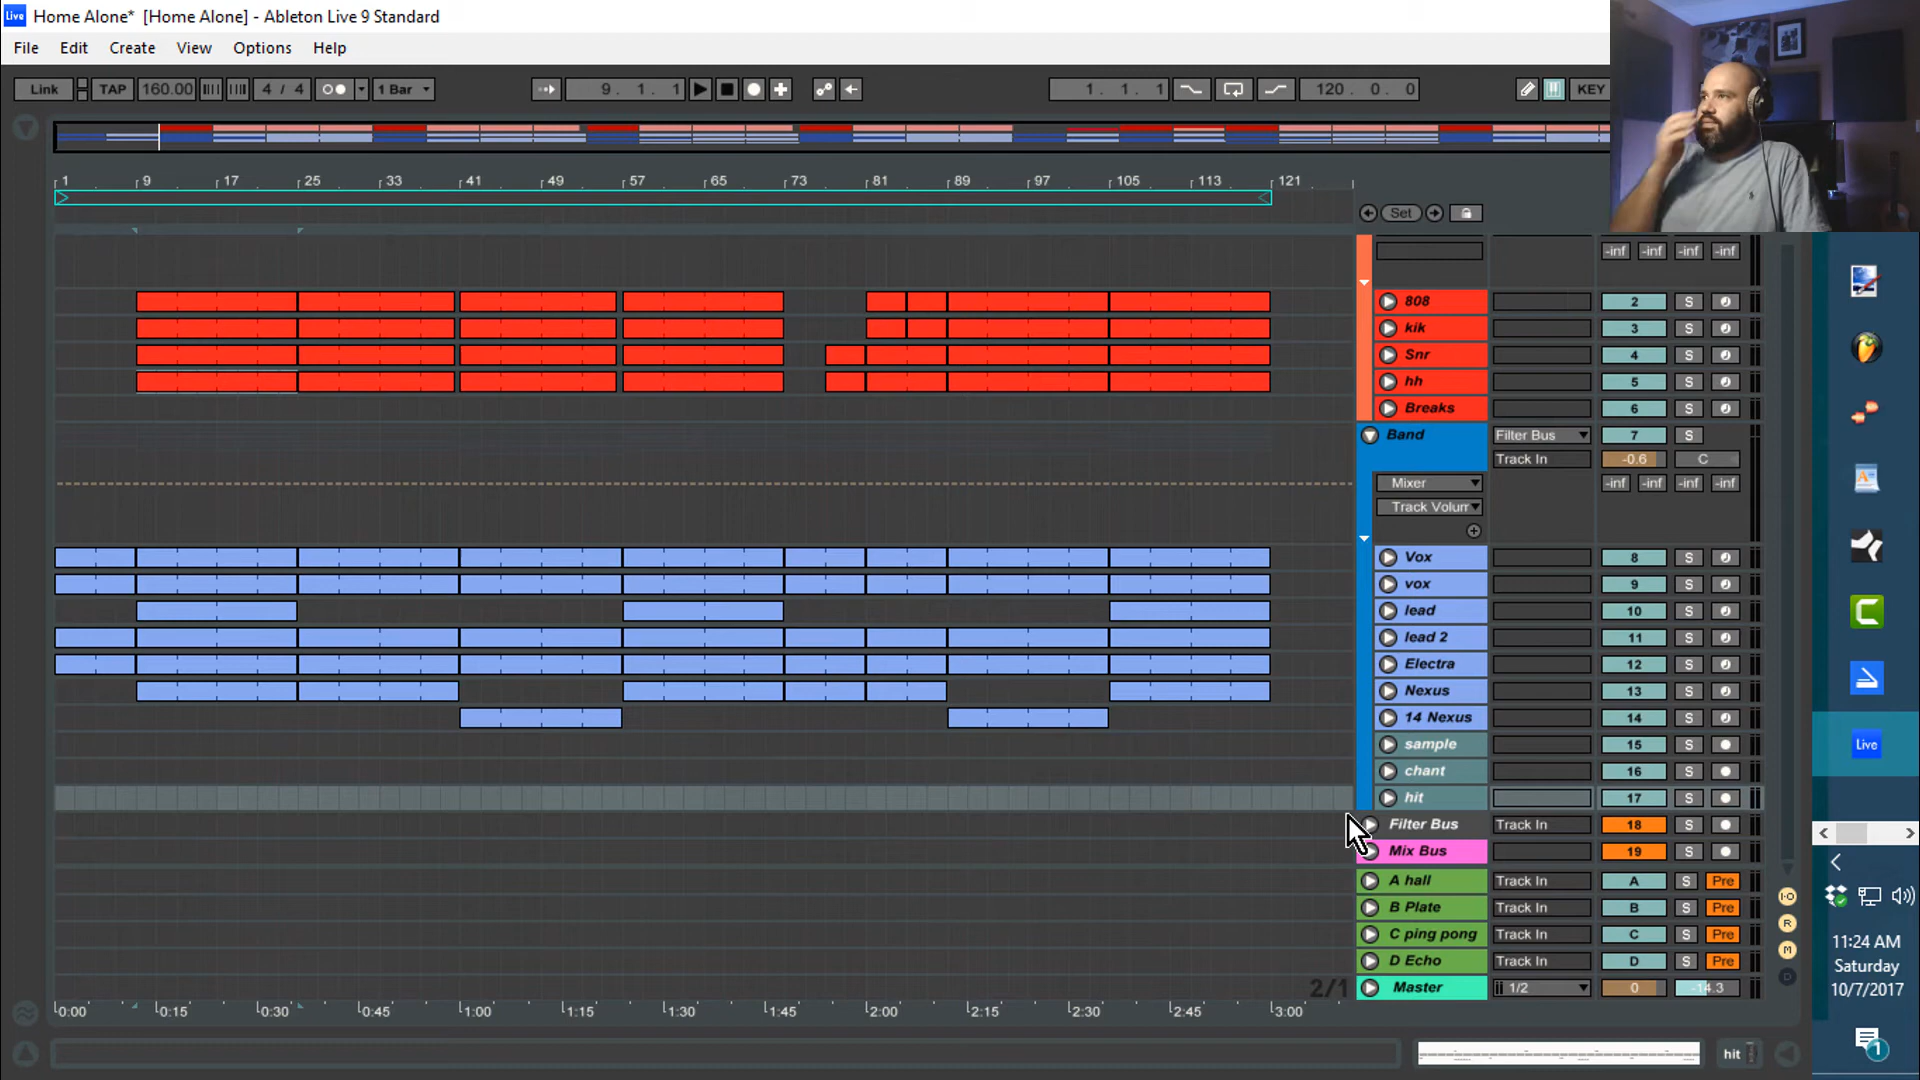 Live Home Alone* [Home Alone] - Ableton Live 9 Standard
File Edit Create View Options Help
Link TAP 160.00 4 / 4 1 Bar 9. 1. 1 1. 1. 1 120. 0. 0 KEY
1 9 17 25 33 41 49 57 65 73 81 89 97 105 113 121
Set
-inf -inf -inf -inf
808 2 S
kik 3 S
Snr 4 S
hh 5 S
Breaks 6 S
Band Filter Bus 7 S
Track In -0.6 C
Mixer -inf -inf -inf -inf
Track Volum
Vox 8 S
vox 9 S
lead 10 S
lead 2 11 S
Electra 12 S
Nexus 13 S
14 Nexus 14 S
sample 15 S
chant 16 S
hit 17 S
Filter Bus Track In 18 S
Mix Bus 19 S
A hall Track In A S Pre
B Plate Track In B S Pre
C ping pong Track In C S Pre
D Echo Track In D S Pre
2/1 Master 1/2 0 -14.3
I·O
R
M
D
0:00 0:15 0:30 0:45 1:00 1:15 1:30 1:45 2:00 2:15 2:30 2:45 3:00
hit
Live
11:24 AM
Saturday
10/7/2017
1